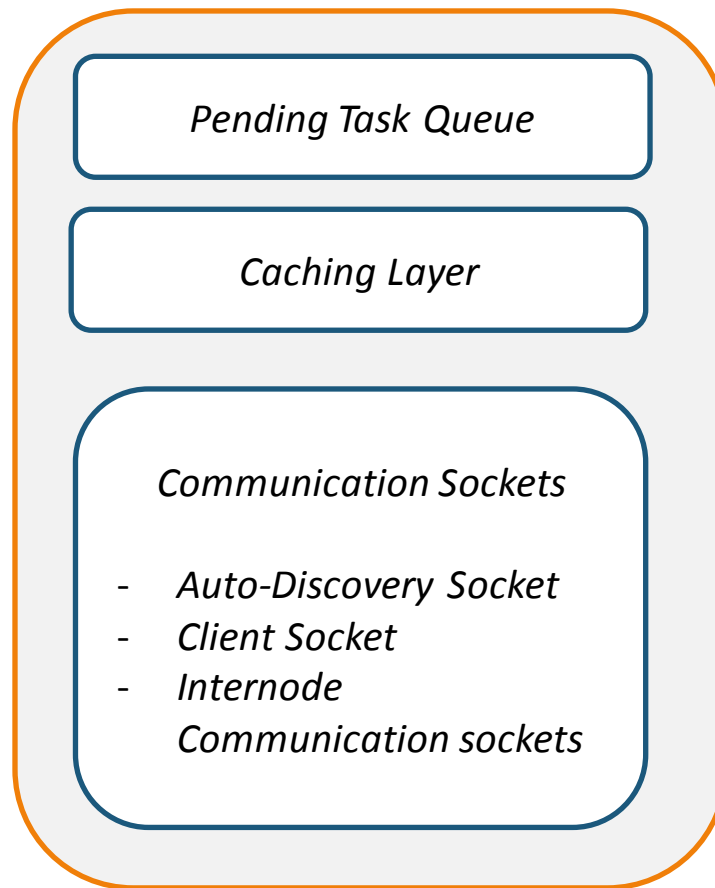 Pending Task Queue
Caching Layer
Communication Sockets
- Auto-Discovery Socket
- Client Socket
- Internode
Communication sockets